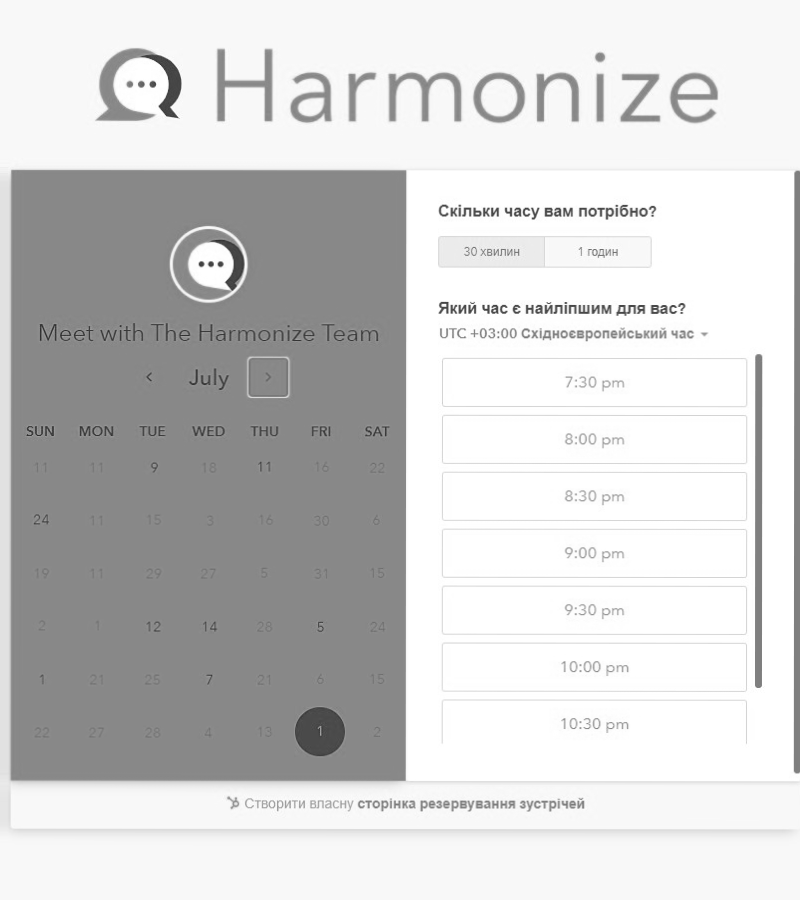 Harmonize
Meet with The Harmonize Team
July
SUN MON TUE WED THU FRI SAT
11 11 9 18 11 16 22
24 11 15 3 16 30 6
19 11 29 27 5 31 15
2 1 12 14 28 5 24
1 21 25 7 21 6 15
22 27 28 4 13 1 2
Скільки часу вам потрібно?
30 хвилин 1 годин
Який час є найліпшим для вас?
UTC +03:00 Східноєвропейський час
7:30 pm
8:00 pm
8:30 pm
9:00 pm
9:30 pm
10:00 pm
10:30 pm
Створити власну сторінка резервування зустрічей